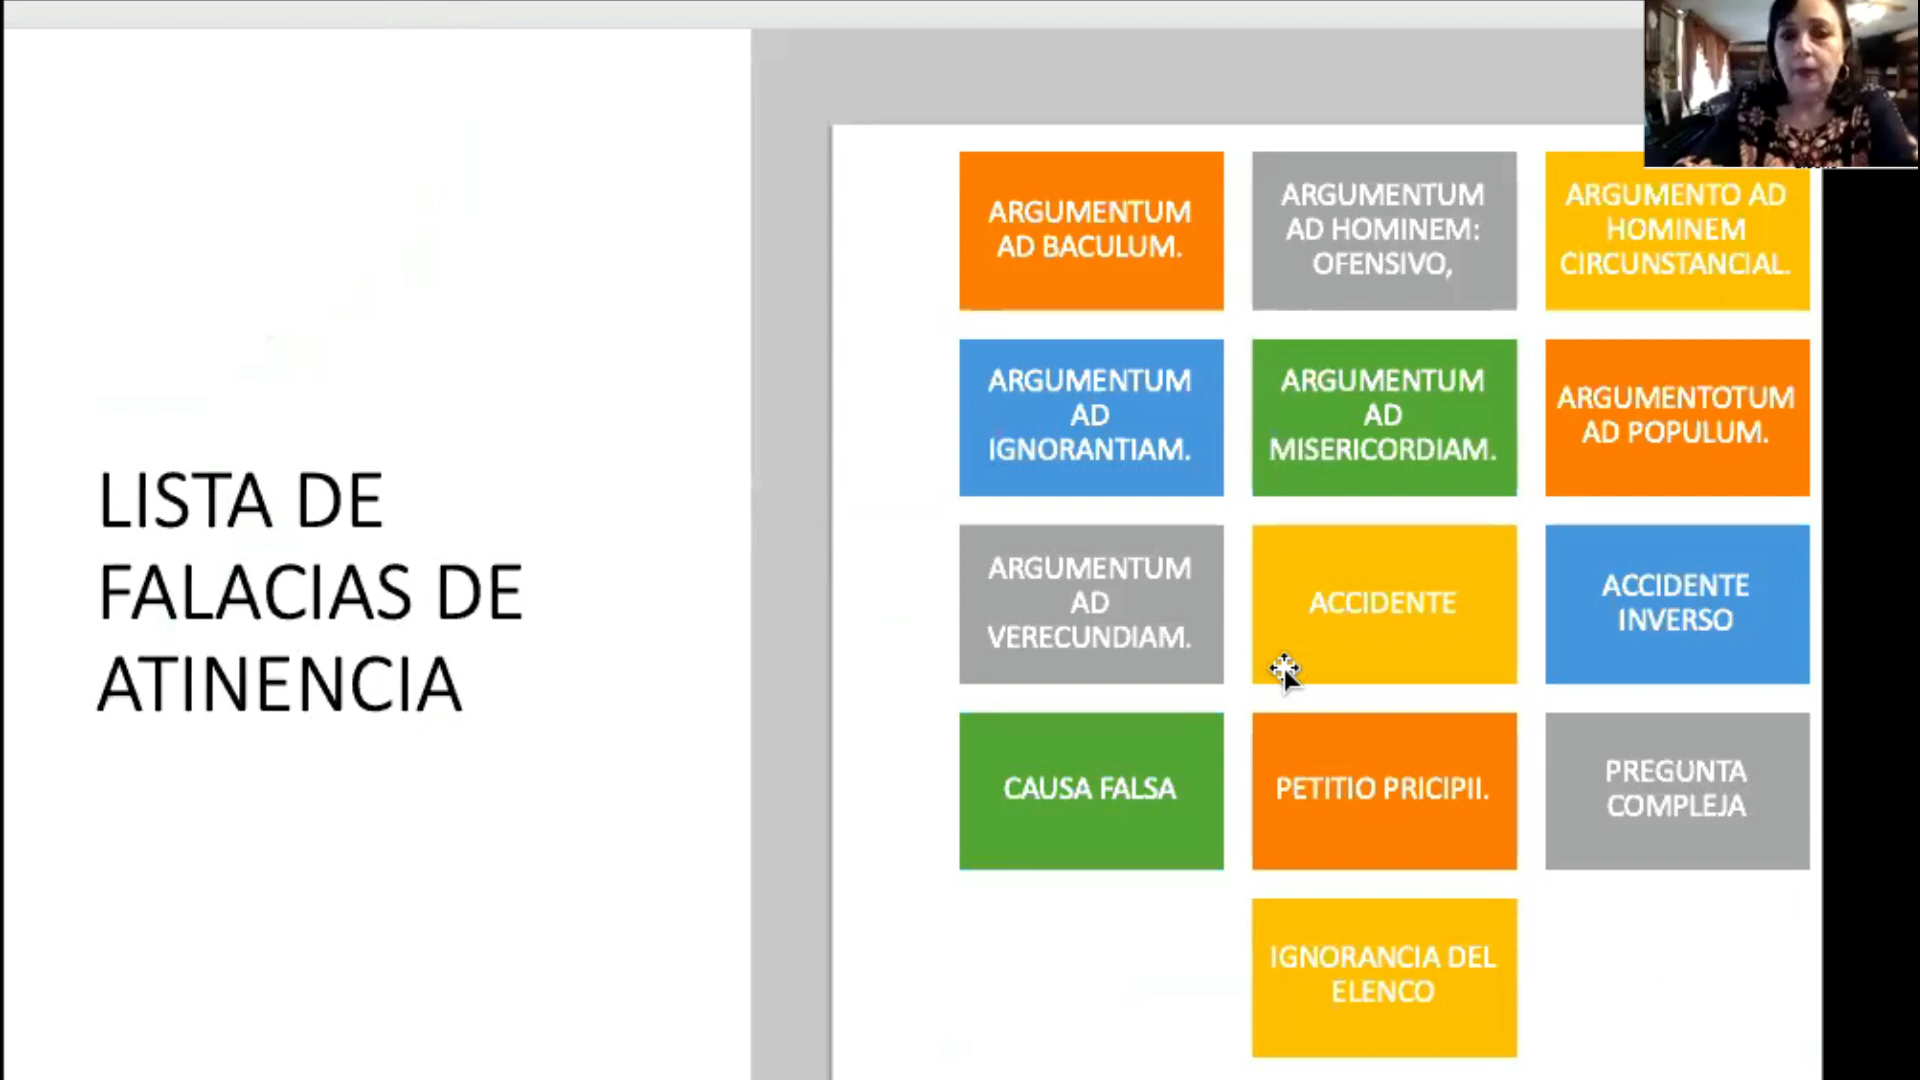 LISTA DE
FALACIAS DE
ATINENCIA
ARGUMENTUM
AD BACULUM.
ARGUMENTUM
AD HOMINEM:
OFENSIVO,
ARGUMENTO AD
HOMINEM
CIRCUNSTANCIAL.
ARGUMENTUM
AD
IGNORANTIAM.
ARGUMENTUM
AD
MISERICORDIAM.
ARGUMENTOTUM
AD POPULUM.
ARGUMENTUM
AD
VERECUNDIAM.
ACCIDENTE
ACCIDENTE
INVERSO
CAUSA FALSA
PETITIO PRICIPII.
PREGUNTA
COMPLEJA
IGNORANCIA DEL
ELENCO